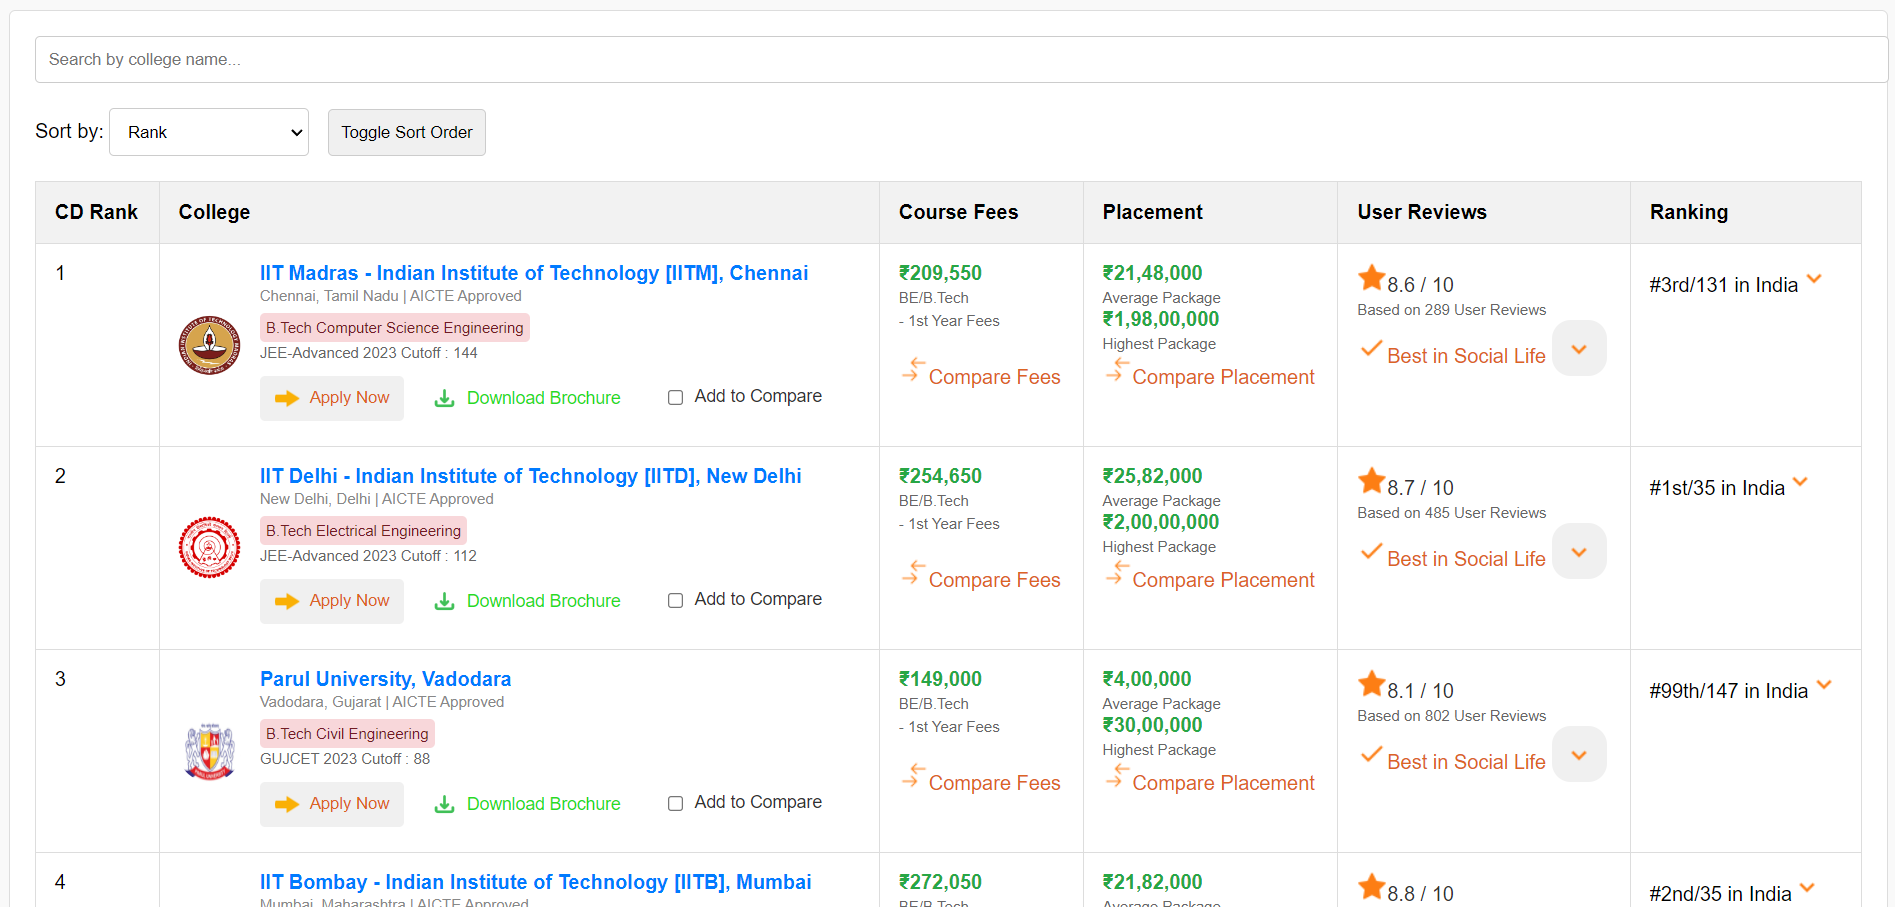 Search by college name...
Sort by: Rank Toggle Sort Order
CD Rank College Course Fees Placement User Reviews Ranking
1
IIT Madras - Indian Institute of Technology [IITM], Chennai
Chennai, Tamil Nadu | AICTE Approved
B.Tech Computer Science Engineering
JEE-Advanced 2023 Cutoff : 144
Apply Now Download Brochure Add to Compare
₹209,550
BE/B.Tech
- 1st Year Fees
Compare Fees
₹21,48,000
Average Package
₹1,98,00,000
Highest Package
Compare Placement
8.6 / 10
Based on 289 User Reviews
Best in Social Life
#3rd/131 in India
2
IIT Delhi - Indian Institute of Technology [IITD], New Delhi
New Delhi, Delhi | AICTE Approved
B.Tech Electrical Engineering
JEE-Advanced 2023 Cutoff : 112
Apply Now Download Brochure Add to Compare
₹254,650
BE/B.Tech
- 1st Year Fees
Compare Fees
₹25,82,000
Average Package
₹2,00,00,000
Highest Package
Compare Placement
8.7 / 10
Based on 485 User Reviews
Best in Social Life
#1st/35 in India
3
Parul University, Vadodara
Vadodara, Gujarat | AICTE Approved
B.Tech Civil Engineering
GUJCET 2023 Cutoff : 88
Apply Now Download Brochure Add to Compare
₹149,000
BE/B.Tech
- 1st Year Fees
Compare Fees
₹4,00,000
Average Package
₹30,00,000
Highest Package
Compare Placement
8.1 / 10
Based on 802 User Reviews
Best in Social Life
#99th/147 in India
4
IIT Bombay - Indian Institute of Technology [IITB], Mumbai
Mumbai, Maharashtra | AICTE Approved
₹272,050
BE/B.Tech
₹21,82,000
Average Package
8.8 / 10
#2nd/35 in India